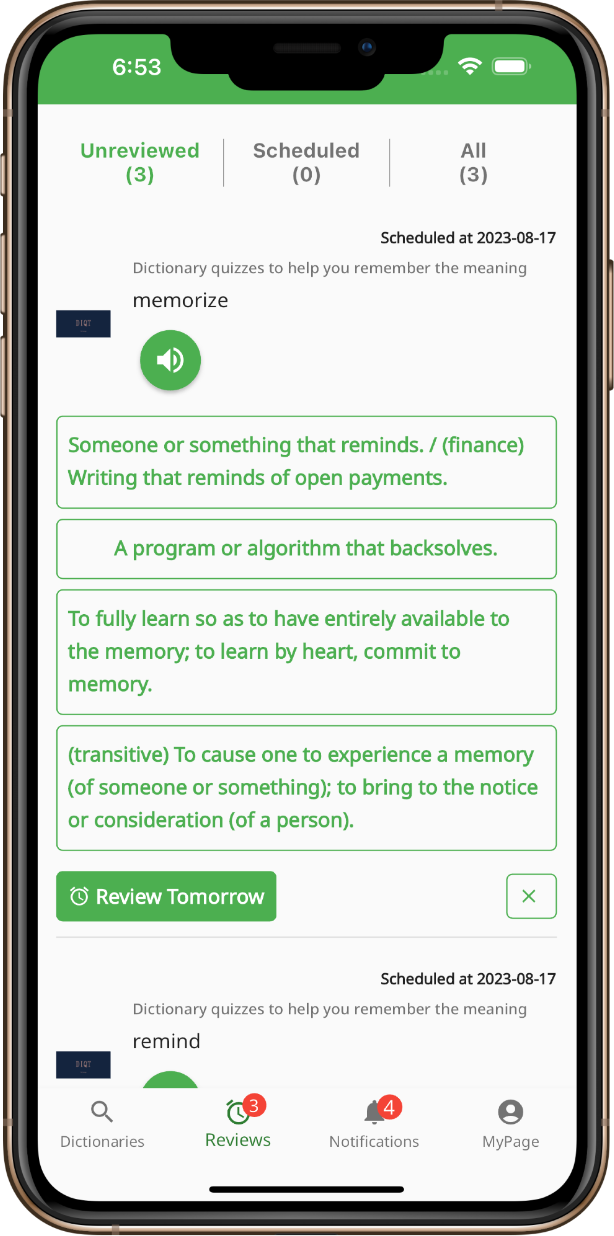 6:53
Unreviewed
(3)
Scheduled
(0)
All
(3)
Scheduled at 2023-08-17
Dictionary quizzes to help you remember the meaning
memorize
DIQT
Someone or something that reminds. / (finance)
Writing that reminds of open payments.
A program or algorithm that backsolves.
To fully learn so as to have entirely available to
the memory; to learn by heart, commit to
memory.
(transitive) To cause one to experience a memory
(of someone or something); to bring to the notice
or consideration (of a person).
Review Tomorrow
Scheduled at 2023-08-17
Dictionary quizzes to help you remember the meaning
remind
DIQT
3
4
Dictionaries
Reviews
Notifications
MyPage